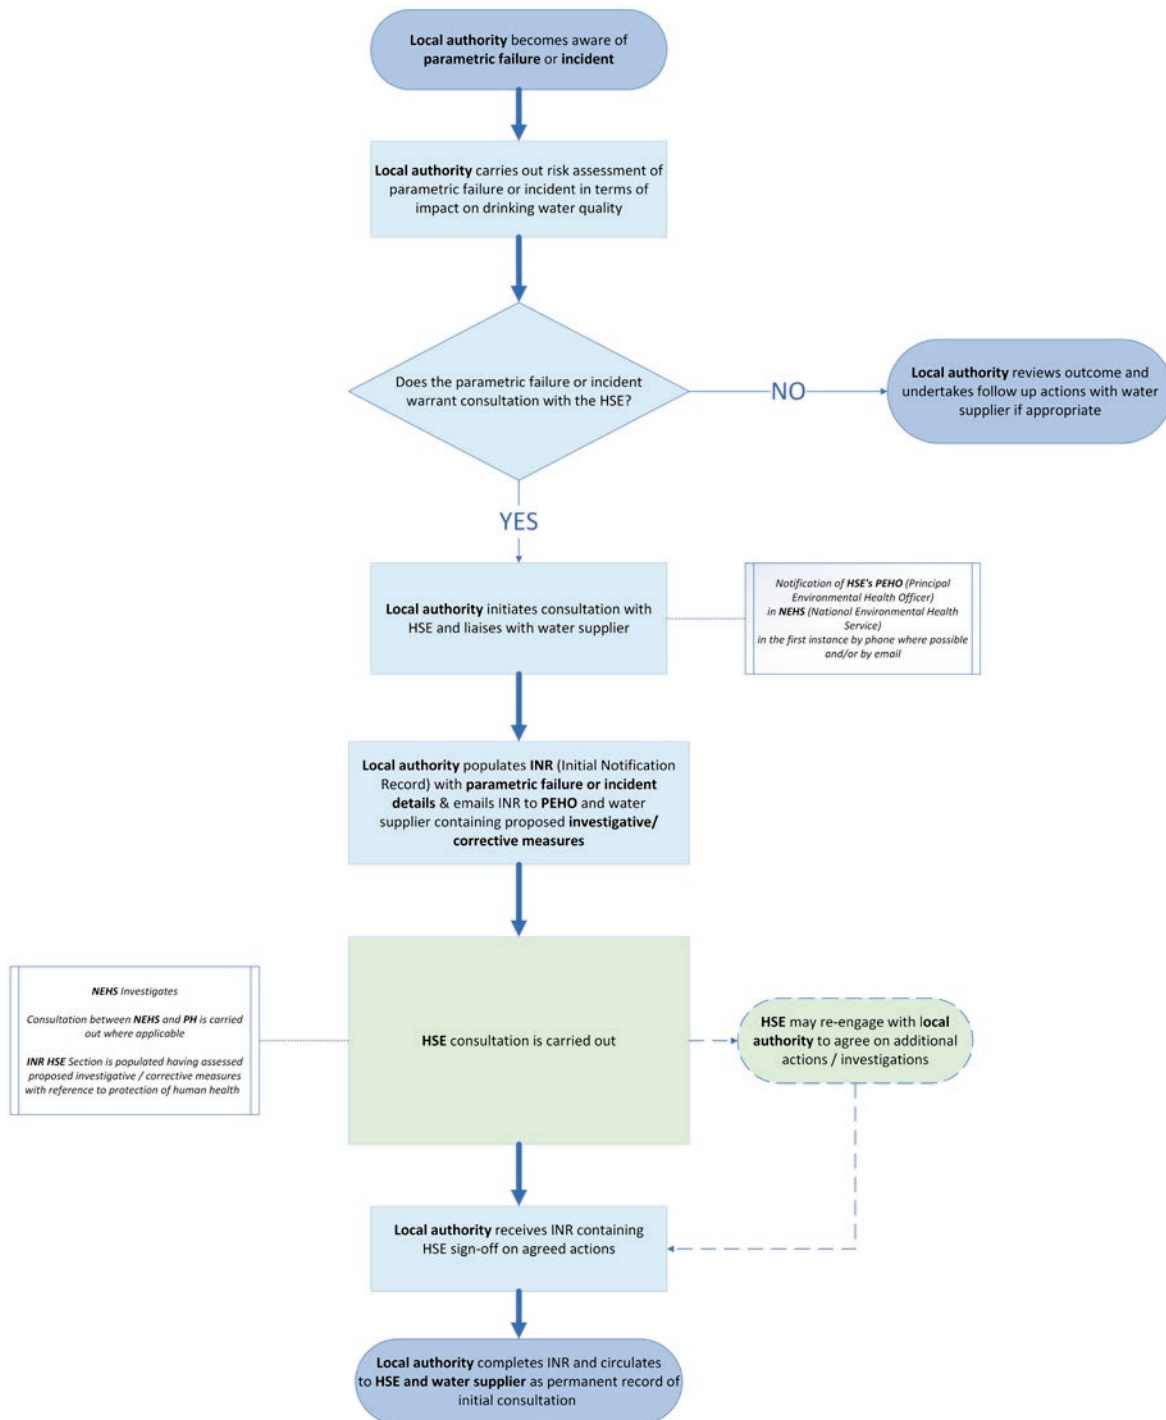 Local authority becomes aware of
parametric failure or incident
Local authority carries out risk assessment of
parametric failure or incident in terms of
impact on drinking water quality
Does the parametric failure or incident
warrant consultation with the HSE?
NO
Local authority reviews outcome and
undertakes follow up actions with water
supplier if appropriate
YES
Local authority initiates consultation with
HSE and liaises with water supplier
Notification of HSE's PEHO (Principal
Environmental Health Officer)
in NEHS (National Environmental Health
Service)
in the first instance by phone where possible
and/or by email
Local authority populates INR (Initial Notification
Record) with parametric failure or incident
details & emails INR to PEHO and water
supplier containing proposed investigative/
corrective measures
NEHS Investigates
Consultation between NEHS and PH is carried
out where applicable
INR HSE Section is populated having assessed
proposed investigative / corrective measures
with reference to protection of human health
HSE consultation is carried out
HSE may re-engage with local
authority to agree on additional
actions / investigations
Local authority receives INR containing
HSE sign-off on agreed actions
Local authority completes INR and circulates
to HSE and water supplier as permanent record of
initial consultation